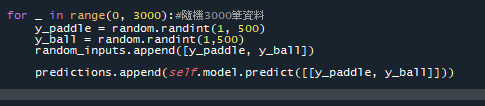 for _ in range(0, 3000):#隨機3000筆資料
    y_paddle = random.randint(1, 500)
    y_ball = random.randint(1,500)
    random_inputs.append([y_paddle, y_ball])

    predictions.append(self.model.predict([[y_paddle, y_ball]]))